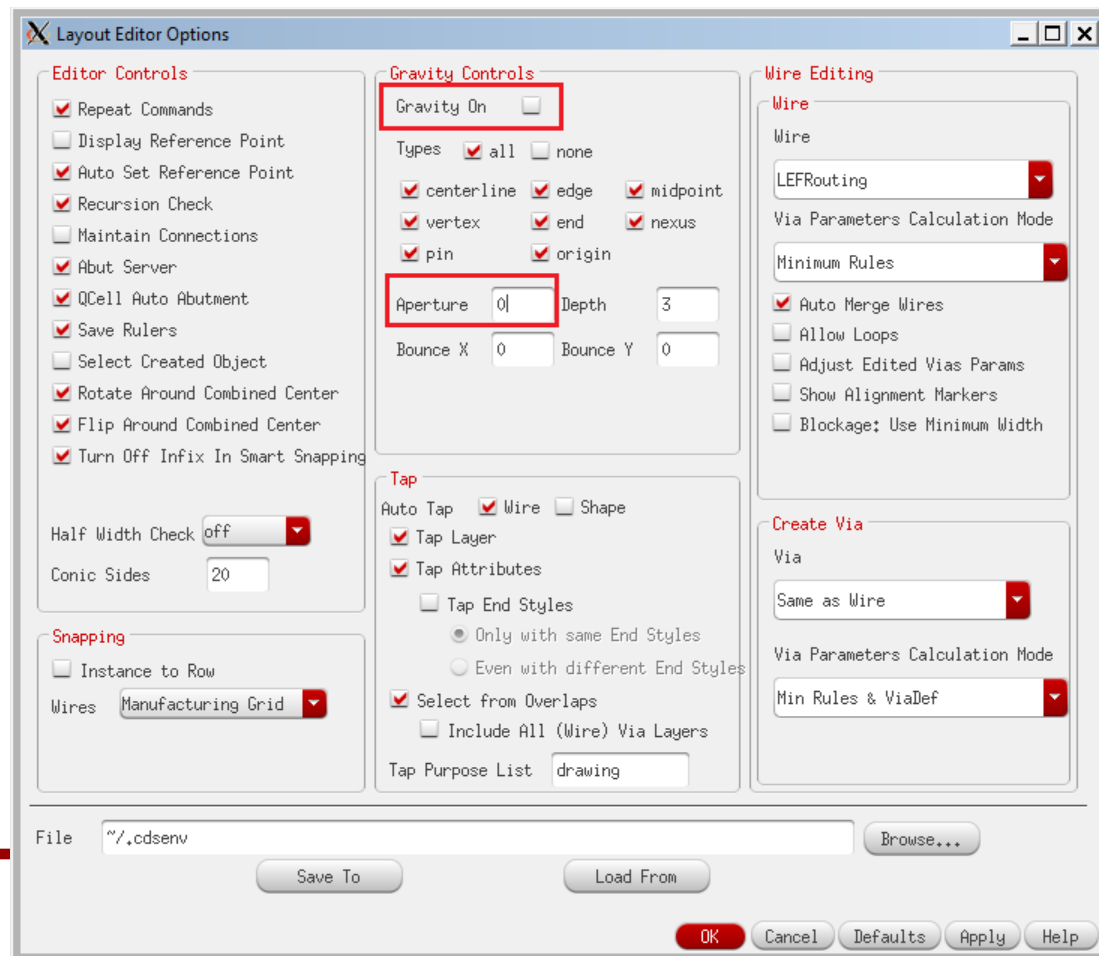 Layout Editor Options
Editor Controls
Repeat Commands
Display Reference Point
Auto Set Reference Point
Recursion Check
Maintain Connections
Abut Server
QCell Auto Abutment
Save Rulers
Select Created Object
Rotate Around Combined Center
Flip Around Combined Center
Turn Off Infix In Smart Snapping
Half Width Check off
Conic Sides 20
Snapping
Instance to Row
Wires Manufacturing Grid
Gravity Controls
Gravity On
Types all none
centerline edge midpoint
vertex end nexus
pin origin
Aperture 0 Depth 3
Bounce X 0 Bounce Y 0
Tap
Auto Tap Wire Shape
Tap Layer
Tap Attributes
Tap End Styles
Only with same End Styles
Even with different End Styles
Select from Overlaps
Include All (Wire) Via Layers
Tap Purpose List drawing
Wire Editing
Wire
Wire
LEFRouting
Via Parameters Calculation Mode
Minimum Rules
Auto Merge Wires
Allow Loops
Adjust Edited Vias Params
Show Alignment Markers
Blockage: Use Minimum Width
Create Via
Via
Same as Wire
Via Parameters Calculation Mode
Min Rules & ViaDef
File ~/.cdsenv Browse...
Save To Load From
OK Cancel Defaults Apply Help